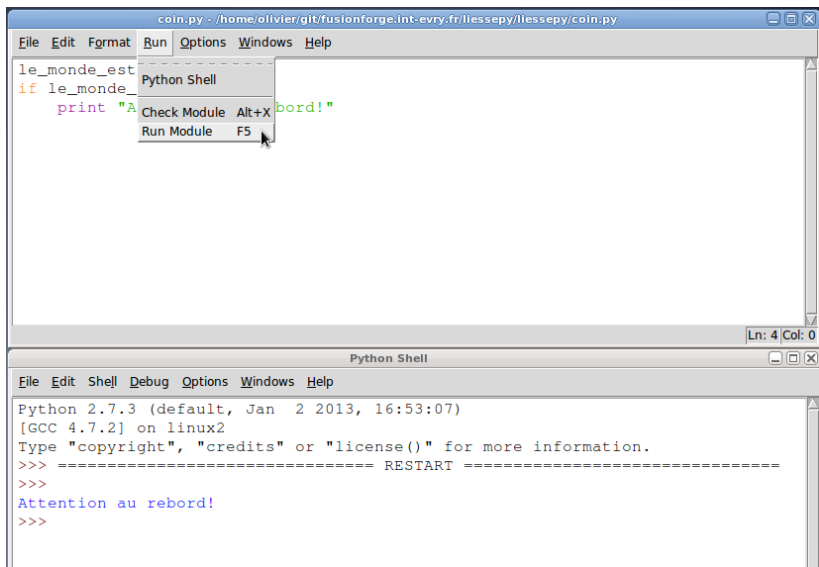 coin.py - /home/olivier/git/fusionforge.int-evry.fr/liessepy/liessepy/coin.py
File Edit Format Run Options Windows Help
le_monde_est
if le_monde_
print "A bord!"
Python Shell
Check Module Alt+X
Run Module F5
Ln: 4 Col: 0
Python Shell
File Edit Shell Debug Options Windows Help
Python 2.7.3 (default, Jan  2 2013, 16:53:07)
[GCC 4.7.2] on linux2
Type "copyright", "credits" or "license()" for more information.
>>> ================================ RESTART ================================
>>>
Attention au rebord!
>>>